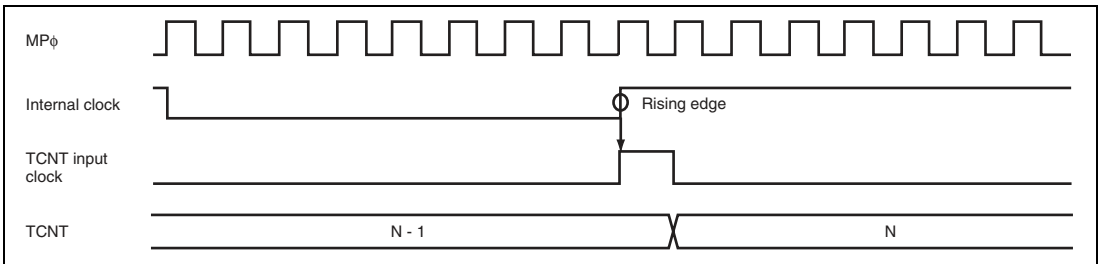 MPϕ
Internal clock
Rising edge
TCNT input
clock
TCNT
N - 1
N